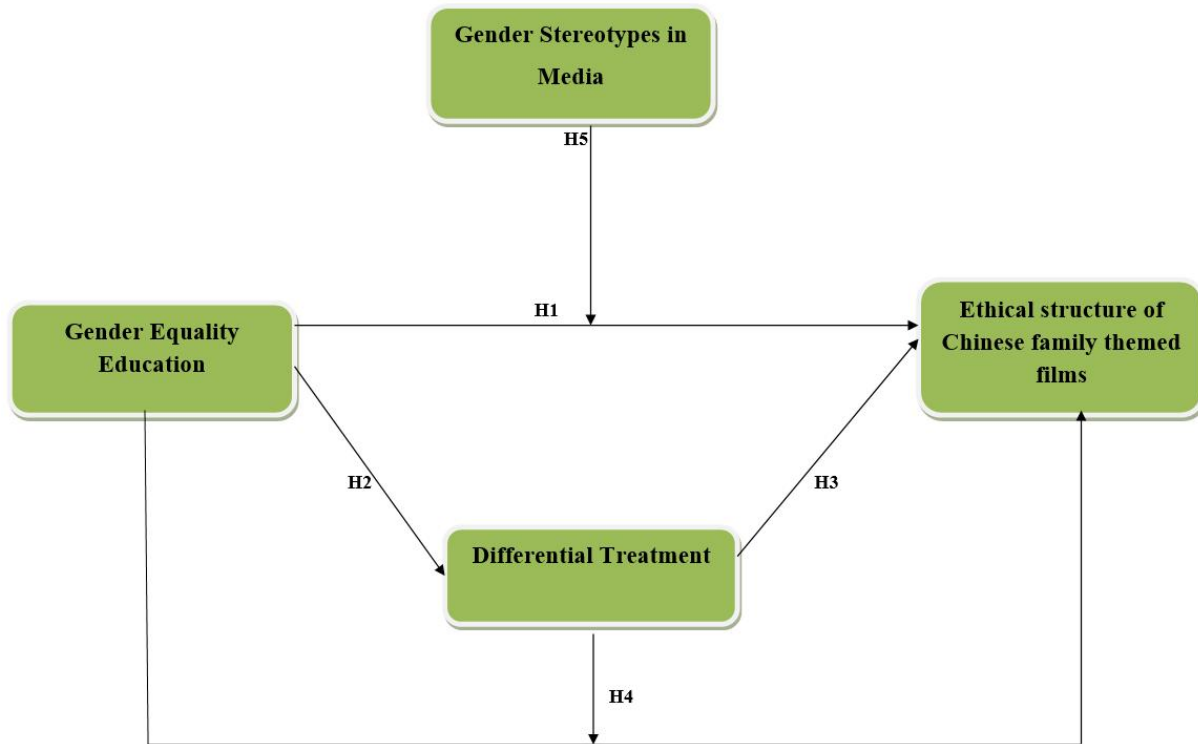 Gender Stereotypes in
Media
H5
H1
Gender Equality
Education
Ethical structure of
Chinese family themed
films
H2
H3
Differential Treatment
H4